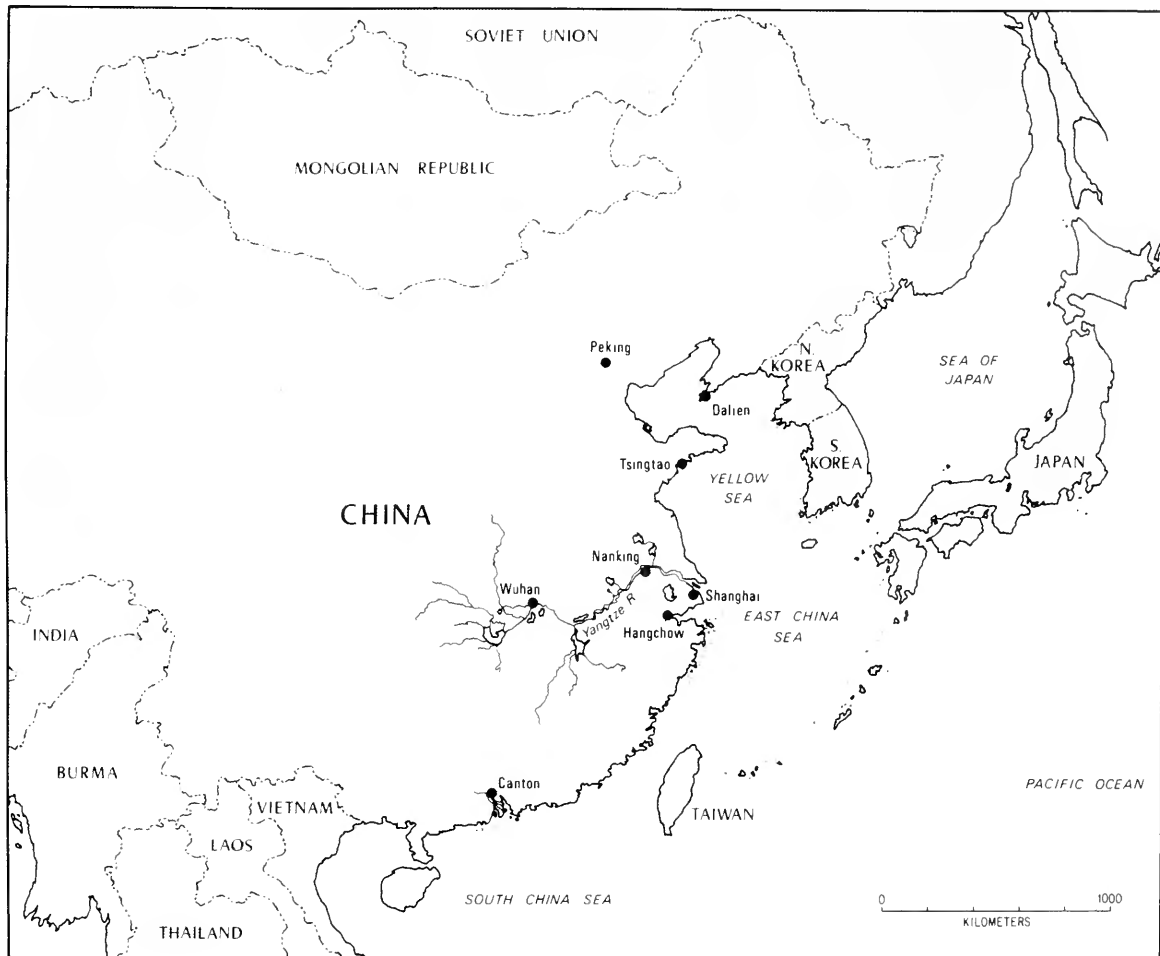 SOVIET UNION
MONGOLIAN REPUBLIC
Peking
N.
KOREA
SEA OF
JAPAN
Dalien
S.
KOREA
JAPAN
Tsingtao
YELLOW
SEA
CHINA
Nanking
Wuhan
Shanghai
Yangtze R
Hangchow
EAST CHINA
SEA
INDIA
BURMA
Canton
PACIFIC OCEAN
VIETNAM
TAIWAN
LAOS
SOUTH CHINA SEA
0 1000
KILOMETERS
THAILAND